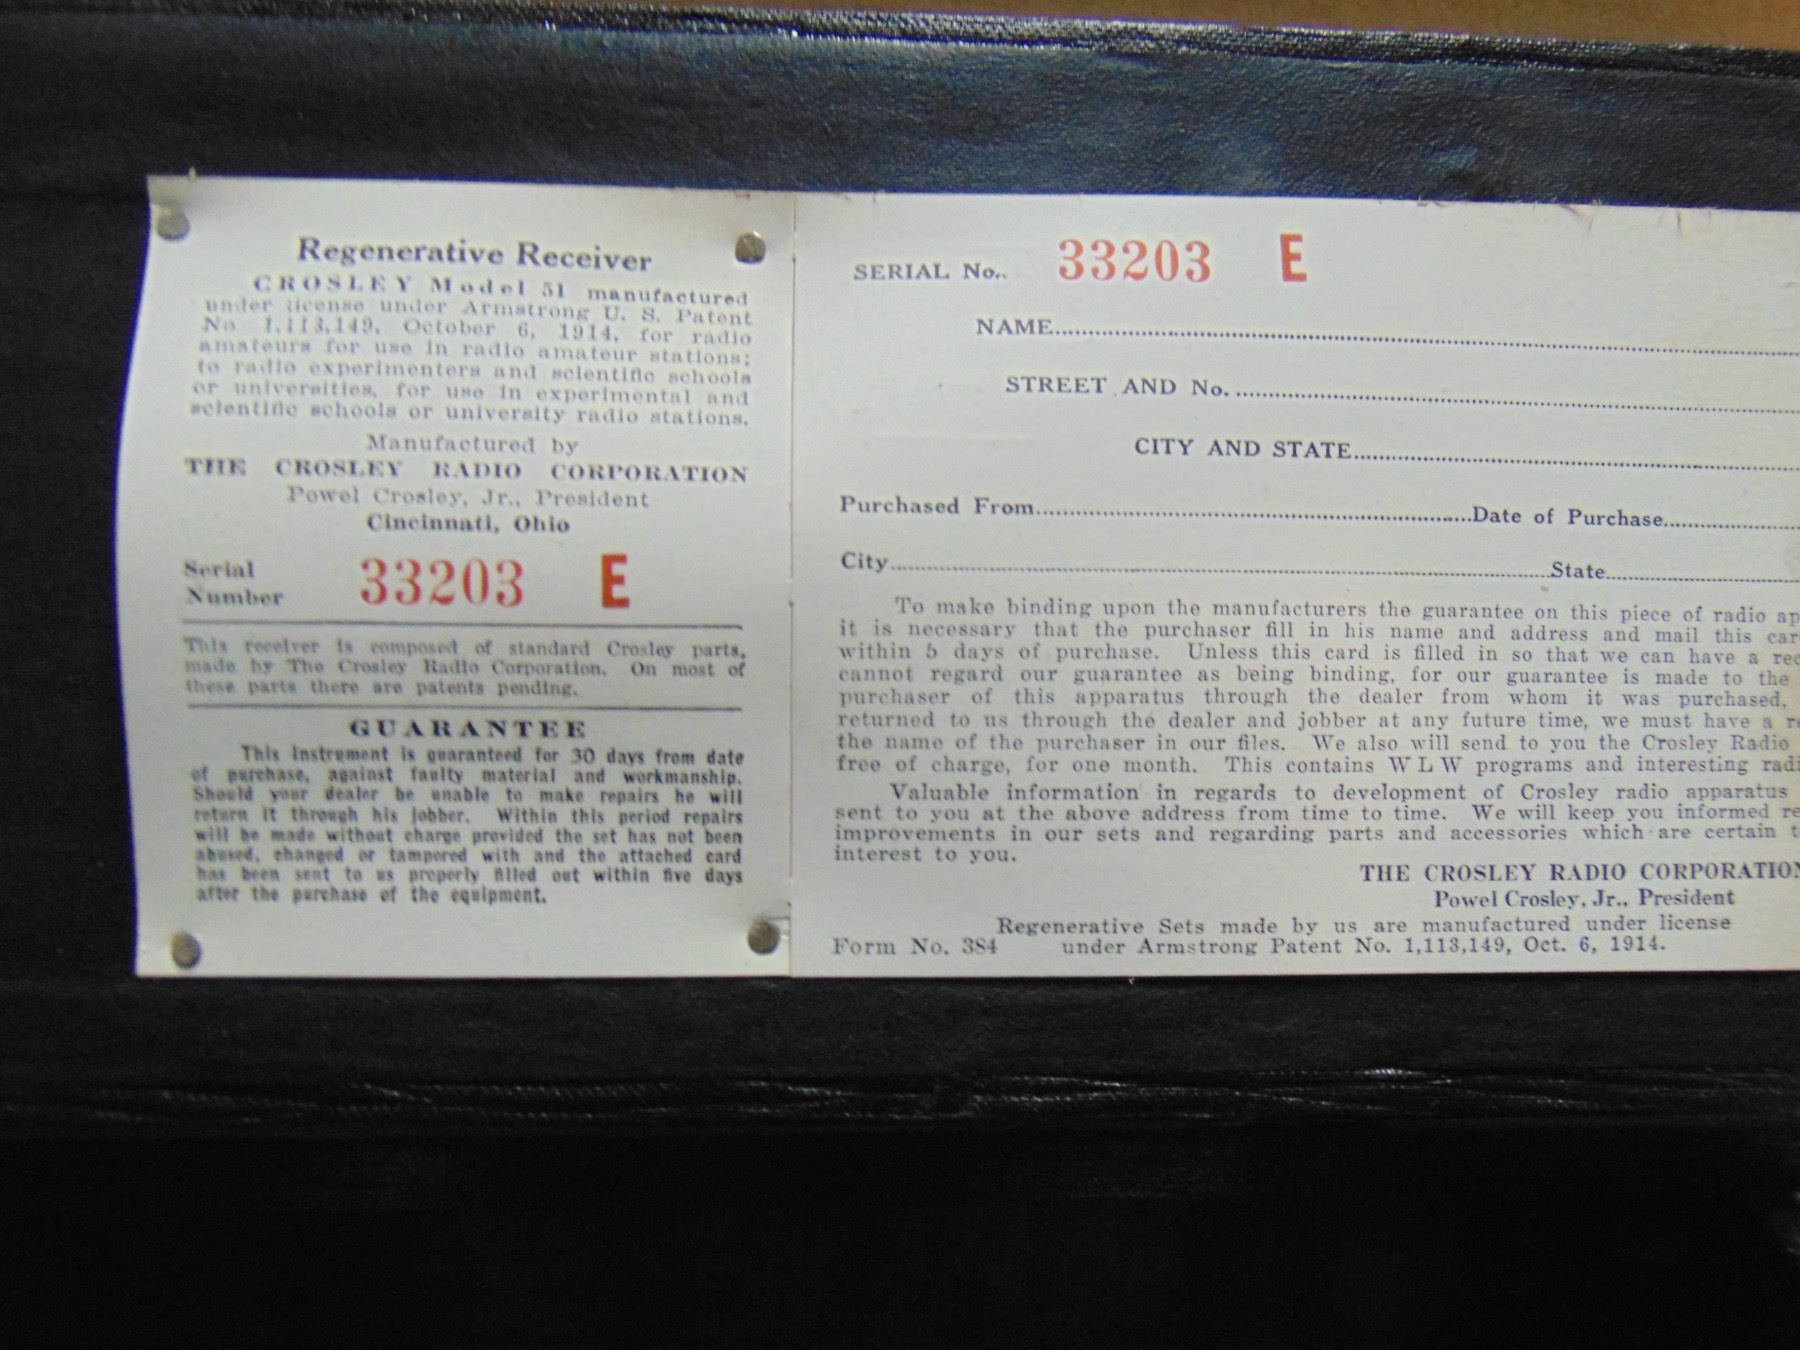 Regenerative Receiver
CROSLEY Model 51 manufactured
under license under Armstrong U. S. Patent
No 1,113,149, October 6, 1914, for radio
amateurs for use in radio amateur stations;
to radio experimenters and scientific schools
or universities, for use in experimental and
scientific schools or university radio stations.
Manufactured by
THE CROSLEY RADIO CORPORATION
Powel Crosley, Jr., President
Cincinnati, Ohio
Serial
Number 33203 E
This receiver is composed of standard Crosley parts,
made by The Crosley Radio Corporation. On most of
these parts there are patents pending.
GUARANTEE
This instrument is guaranteed for 30 days from date
of purchase, against faulty material and workmanship.
Should your dealer be unable to make repairs he will
return it through his jobber. Within this period repairs
will be made without charge provided the set has not been
abused, changed or tampered with and the attached card
has been sent to us properly filled out within five days
after the purchase of the equipment.
SERIAL No.. 33203 E
NAME
STREET AND No.
CITY AND STATE
Purchased From Date of Purchase
City State
To make binding upon the manufacturers the guarantee on this piece of radio ap
it is necessary that the purchaser fill in his name and address and mail this car
within 5 days of purchase. Unless this card is filled in so that we can have a rec
cannot regard our guarantee as being binding, for our guarantee is made to the
purchaser of this apparatus through the dealer from whom it was purchased,
returned to us through the dealer and jobber at any future time, we must have a re
the name of the purchaser in our files. We also will send to you the Crosley Radio
free of charge, for one month. This contains W L W programs and interesting radi
Valuable information in regards to development of Crosley radio apparatus
sent to you at the above address from time to time. We will keep you informed re
improvements in our sets and regarding parts and accessories which are certain t
interest to you.
THE CROSLEY RADIO CORPORATION
Powel Crosley, Jr., President
Regenerative Sets made by us are manufactured under license
Form No. 384 under Armstrong Patent No. 1,113,149, Oct. 6, 1914.